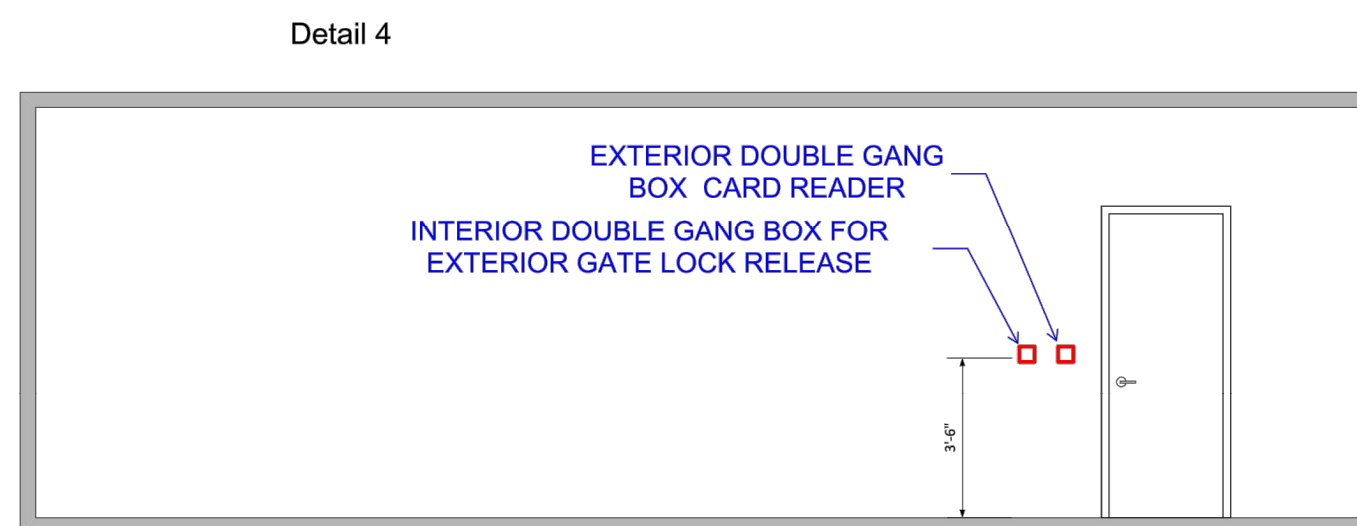 Detail 4
EXTERIOR DOUBLE GANG
BOX  CARD READER
INTERIOR DOUBLE GANG BOX FOR
EXTERIOR GATE LOCK RELEASE
3'-6"